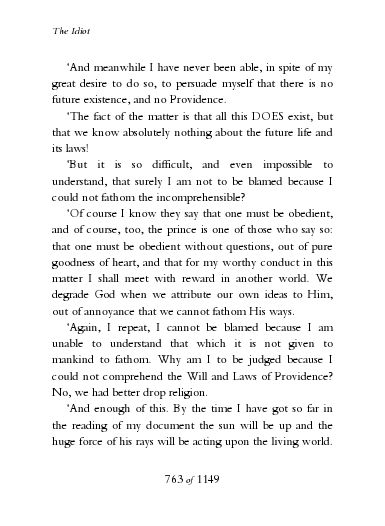 The Idiot
‘And meanwhile I have never been able, in spite of my
great desire to do so, to persuade myself that there is no
future existence, and no Providence.
‘The fact of the matter is that all this DOES exist, but
that we know absolutely nothing about the future life and
its laws!
‘But it is so difficult, and even impossible to
understand, that surely I am not to be blamed because I
could not fathom the incomprehensible?
‘Of course I know they say that one must be obedient,
and of course, too, the prince is one of those who say so:
that one must be obedient without questions, out of pure
goodness of heart, and that for my worthy conduct in this
matter I shall meet with reward in another world. We
degrade God when we attribute our own ideas to Him,
out of annoyance that we cannot fathom His ways.
‘Again, I repeat, I cannot be blamed because I am
unable to understand that which it is not given to
mankind to fathom. Why am I to be judged because I
could not comprehend the Will and Laws of Providence?
No, we had better drop religion.
‘And enough of this. By the time I have got so far in
the reading of my document the sun will be up and the
huge force of his rays will be acting upon the living world.
763 of 1149